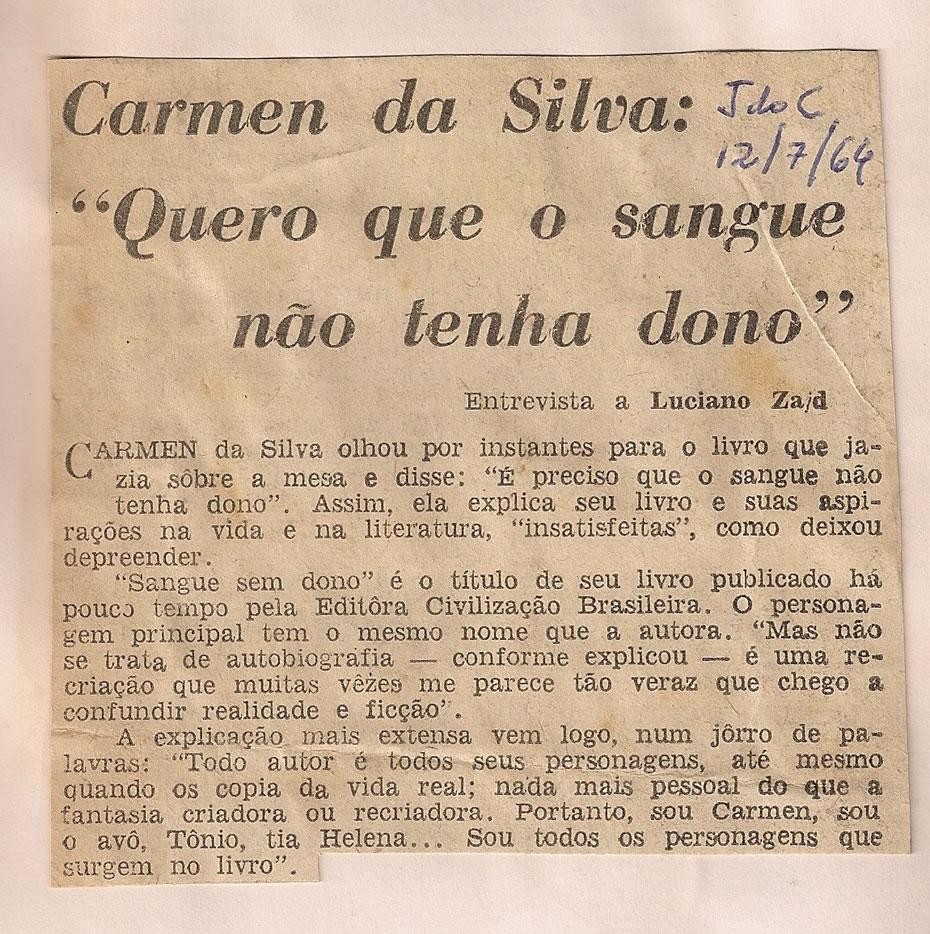 Carmen da Silva: J do C
12/7/64
“Quero que o sangue
não tenha dono”
Entrevista a Luciano Zajd
CARMEN da Silva olhou por instantes para o livro que ja-
zia sôbre a mesa e disse: “É preciso que o sangue não
tenha dono”. Assim, ela explica seu livro e suas aspi-
rações na vida e na literatura, “insatisfeitas”, como deixou
depreender.
“Sangue sem dono” é o título de seu livro publicado há
pouco tempo pela Editôra Civilização Brasileira. O persona-
gem principal tem o mesmo nome que a autora. “Mas não
se trata de autobiografia — conforme explicou — é uma re-
criação que muitas vêzes me parece tão veraz que chego a
confundir realidade e ficção”.
A explicação mais extensa vem logo, num jôrro de pa-
lavras: “Todo autor é todos seus personagens, até mesmo
quando os copia da vida real; nada mais pessoal do que a
fantasia criadora ou recriadora. Portanto, sou Carmen, sou
o avô, Tônio, tia Helena... Sou todos os personagens que
surgem no livro”.